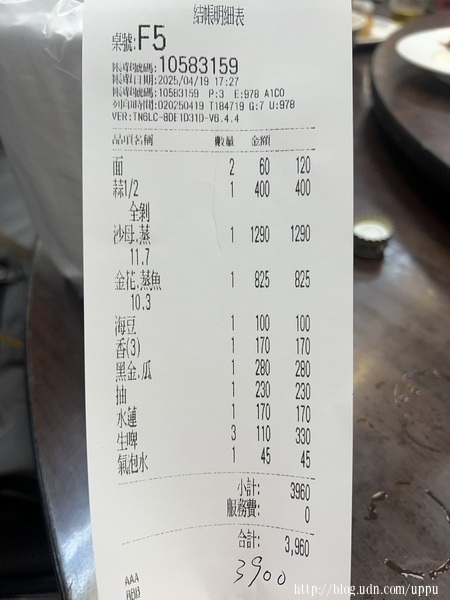 結帳明細表
桌號:F5
帳單號碼:10583159
帳單日期:2025/04/19 17:27
帳單號碼:10583159 P:3 E:978 A1C0
列印時間:D20250419 T184719 G:7 U:978
VER:TN6LC-8DE1D31D-V6.4.4
品項名稱 數量 金額
面 2 60 120
蒜1/2 1 400 400
全剝
沙母.蒸 1 1290 1290
11.7
金花.蒸魚 1 825 825
10.3
海豆 1 100 100
香(3) 1 170 170
黑金.瓜 1 280 280
抽 1 230 230
水蓮 1 170 170
生啤 3 110 330
氣泡水 1 45 45
小計: 3960
服務費: 0
合計: 3,960
3900
AAA
BBB
http://blog.udn.com/uppu